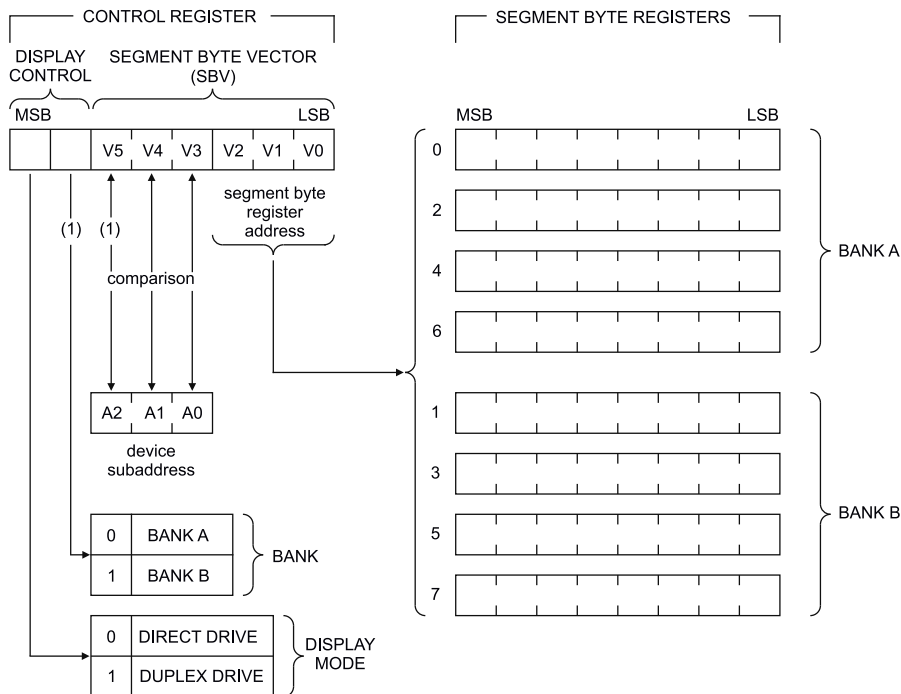 CONTROL REGISTER
DISPLAY
CONTROL
SEGMENT BYTE VECTOR
(SBV)
MSB
LSB
V5 V4 V3 V2 V1 V0
segment byte
register
address
(1) (1)
comparison
A2 A1 A0
device
subaddress
0 BANK A
1 BANK B
BANK
0 DIRECT DRIVE
1 DUPLEX DRIVE
DISPLAY
MODE
SEGMENT BYTE REGISTERS
MSB
LSB
0
2
4
6
BANK A
1
3
5
7
BANK B